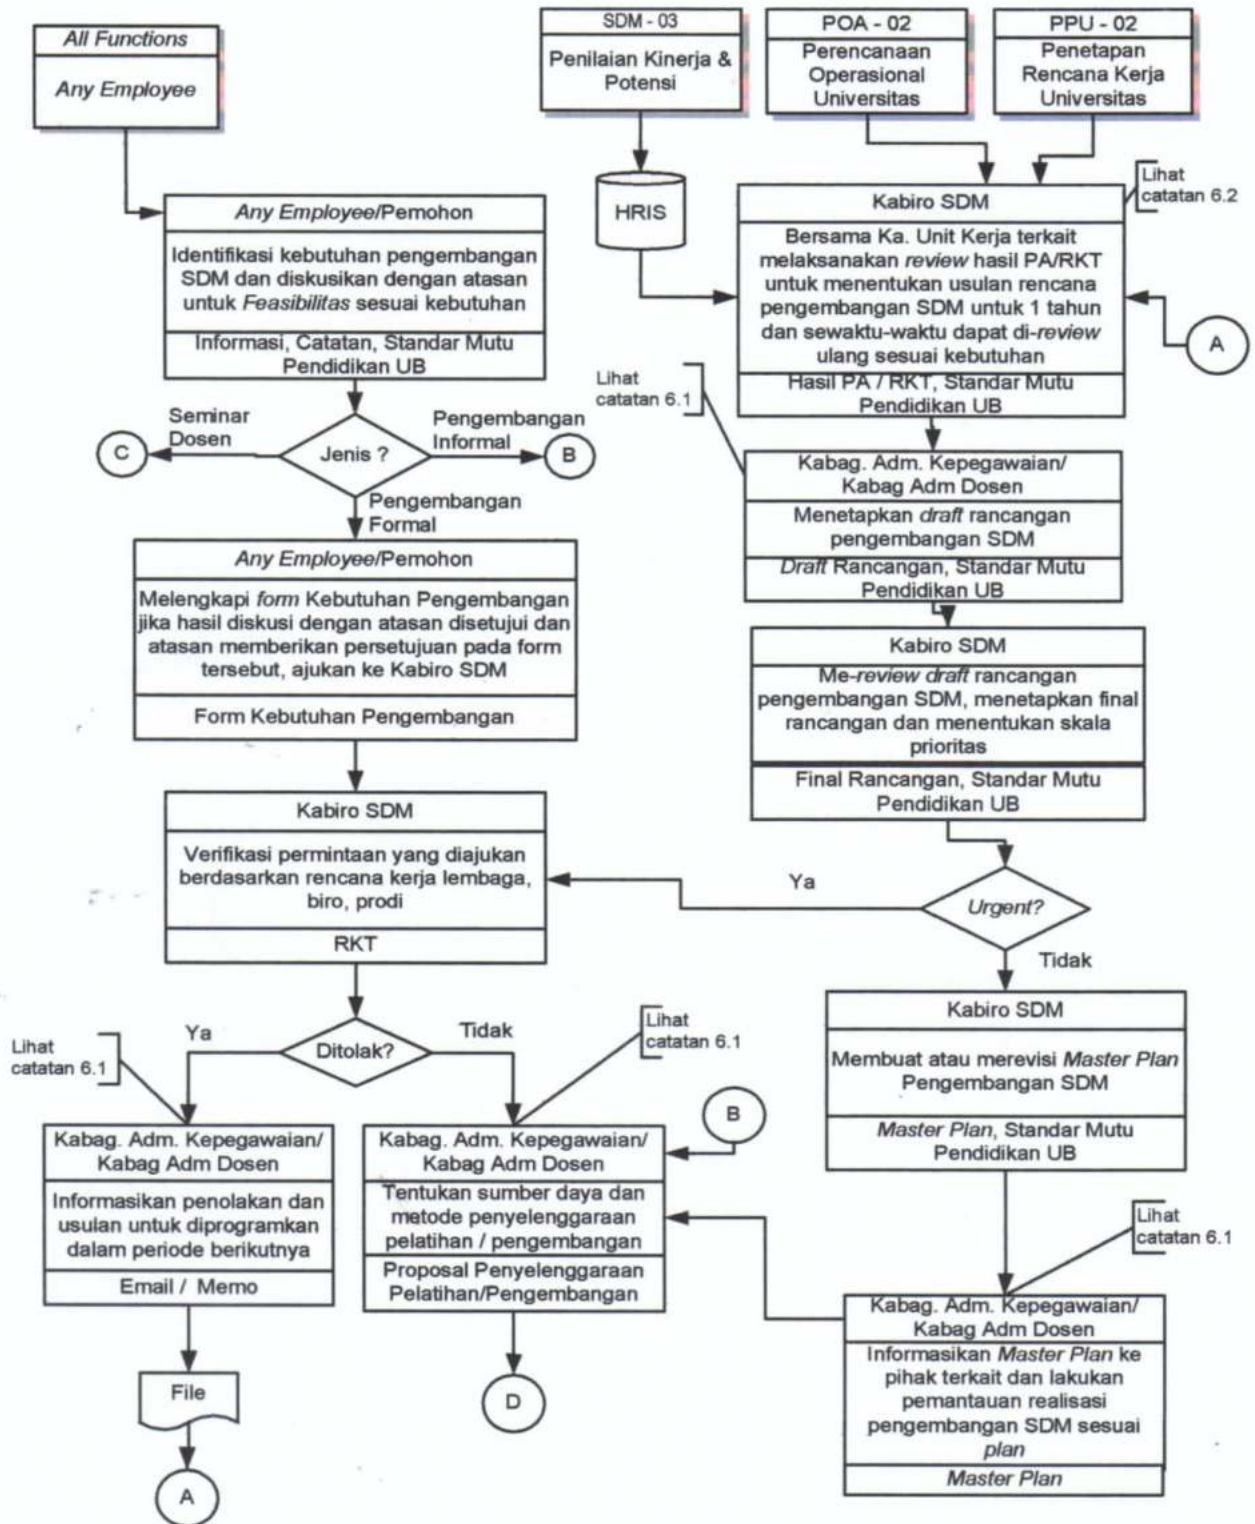 All Functions
Any Employee
SDM - 03
Penilaian Kinerja &
Potensi
POA - 02
Perencanaan
Operasional
Universitas
PPU - 02
Penetapan
Rencana Kerja
Universitas
HRIS
Lihat
catatan 6.2
Any Employee/Pemohon
Identifikasi kebutuhan pengembangan
SDM dan diskusikan dengan atasan
untuk Feasibilitas sesuai kebutuhan
Informasi, Catatan, Standar Mutu
Pendidikan UB
Kabiro SDM
Bersama Ka. Unit Kerja terkait
melaksanakan review hasil PA/RKT
untuk menentukan usulan rencana
pengembangan SDM untuk 1 tahun
dan sewaktu-waktu dapat di-review
ulang sesuai kebutuhan
Hasil PA / RKT, Standar Mutu
Pendidikan UB
A
Lihat
catatan 6.1
Seminar
Dosen
C
Jenis ?
Pengembangan
Informal
B
Pengembangan
Formal
Kabag. Adm. Kepegawaian/
Kabag Adm Dosen
Menetapkan draft rancangan
pengembangan SDM
Draft Rancangan, Standar Mutu
Pendidikan UB
Any Employee/Pemohon
Melengkapi form Kebutuhan Pengembangan
jika hasil diskusi dengan atasan disetujui dan
atasan memberikan persetujuan pada form
tersebut, ajukan ke Kabiro SDM
Form Kebutuhan Pengembangan
Kabiro SDM
Me-review draft rancangan
pengembangan SDM, menetapkan final
rancangan dan menentukan skala
prioritas
Final Rancangan, Standar Mutu
Pendidikan UB
Kabiro SDM
Verifikasi permintaan yang diajukan
berdasarkan rencana kerja lembaga,
biro, prodi
RKT
Ya
Urgent?
Tidak
Kabiro SDM
Membuat atau merevisi Master Plan
Pengembangan SDM
Master Plan, Standar Mutu
Pendidikan UB
Lihat
catatan 6.1
Ya
Ditolak?
Tidak
Lihat
catatan 6.1
B
Kabag. Adm. Kepegawaian/
Kabag Adm Dosen
Informasikan penolakan dan
usulan untuk diprogramkan
dalam periode berikutnya
Email / Memo
File
A
Kabag. Adm. Kepegawaian/
Kabag Adm Dosen
Tentukan sumber daya dan
metode penyelenggaraan
pelatihan / pengembangan
Proposal Penyelenggaraan
Pelatihan/Pengembangan
D
Lihat
catatan 6.1
Kabag. Adm. Kepegawaian/
Kabag Adm Dosen
Informasikan Master Plan ke
pihak terkait dan lakukan
pemantauan realisasi
pengembangan SDM sesuai
plan
Master Plan